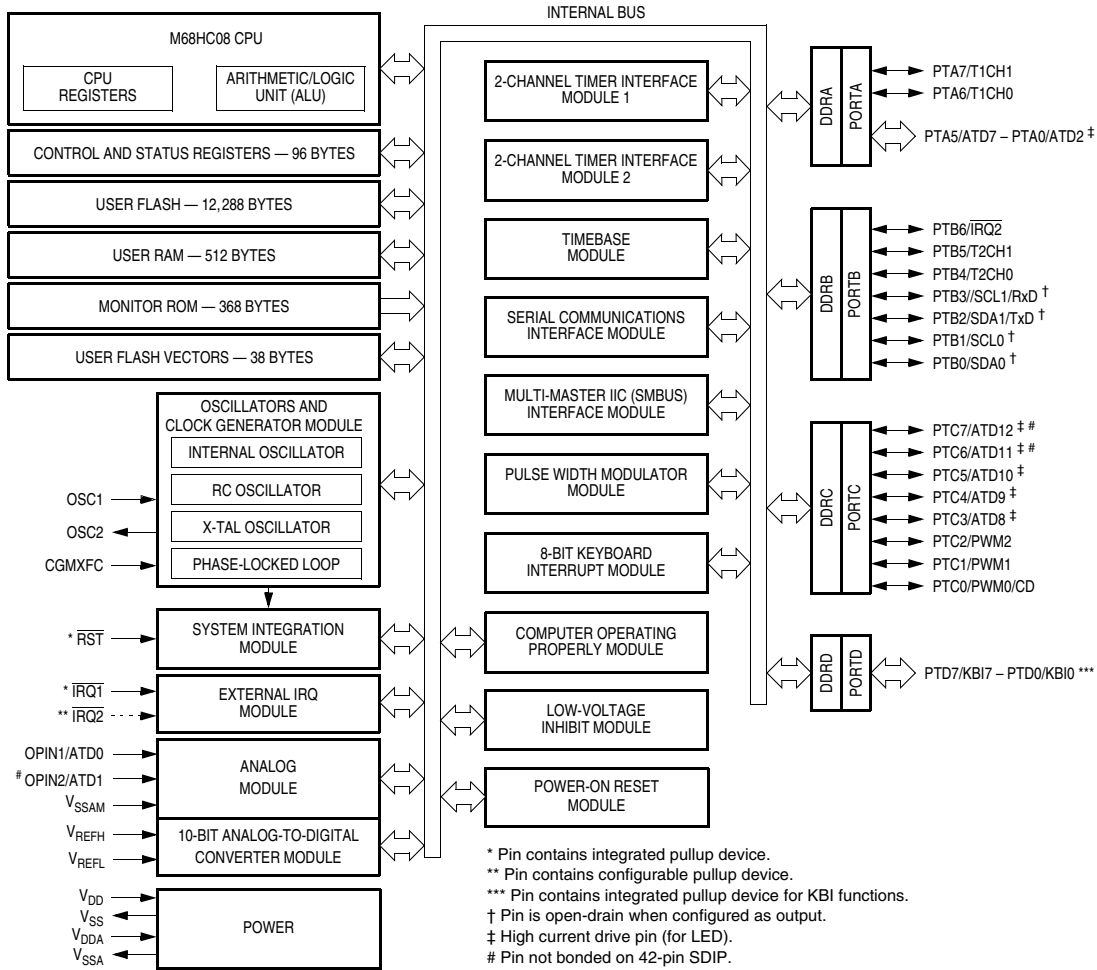 INTERNAL BUS
M68HC08 CPU
CPU
REGISTERS
ARITHMETIC/LOGIC
UNIT (ALU)
CONTROL AND STATUS REGISTERS — 96 BYTES
USER FLASH — 12,288 BYTES
USER RAM — 512 BYTES
MONITOR ROM — 368 BYTES
USER FLASH VECTORS — 38 BYTES
OSCILLATORS AND
CLOCK GENERATOR MODULE
INTERNAL OSCILLATOR
RC OSCILLATOR
X-TAL OSCILLATOR
PHASE-LOCKED LOOP
OSC1
OSC2
CGMXFC
* RST
SYSTEM INTEGRATION
MODULE
* IRQ1
** IRQ2
EXTERNAL IRQ
MODULE
OPIN1/ATD0
# OPIN2/ATD1
VSSAM
ANALOG
MODULE
VREFH
VREFL
10-BIT ANALOG-TO-DIGITAL
CONVERTER MODULE
VDD
VSS
VDDA
VSSA
POWER
2-CHANNEL TIMER INTERFACE
MODULE 1
2-CHANNEL TIMER INTERFACE
MODULE 2
TIMEBASE
MODULE
SERIAL COMMUNICATIONS
INTERFACE MODULE
MULTI-MASTER IIC (SMBUS)
INTERFACE MODULE
PULSE WIDTH MODULATOR
MODULE
8-BIT KEYBOARD
INTERRUPT MODULE
COMPUTER OPERATING
PROPERLY MODULE
LOW-VOLTAGE
INHIBIT MODULE
POWER-ON RESET
MODULE
DDRA
PORTA
PTA7/T1CH1
PTA6/T1CH0
PTA5/ATD7 – PTA0/ATD2 ‡
DDRB
PORTB
PTB6/IRQ2
PTB5/T2CH1
PTB4/T2CH0
PTB3//SCL1/RxD †
PTB2/SDA1/TxD †
PTB1/SCL0 †
PTB0/SDA0 †
DDRC
PORTC
PTC7/ATD12 ‡ #
PTC6/ATD11 ‡ #
PTC5/ATD10 ‡
PTC4/ATD9 ‡
PTC3/ATD8 ‡
PTC2/PWM2
PTC1/PWM1
PTC0/PWM0/CD
DDRD
PORTD
PTD7/KBI7 – PTD0/KBI0 ***
* Pin contains integrated pullup device.
** Pin contains configurable pullup device.
*** Pin contains integrated pullup device for KBI functions.
† Pin is open-drain when configured as output.
‡ High current drive pin (for LED).
# Pin not bonded on 42-pin SDIP.